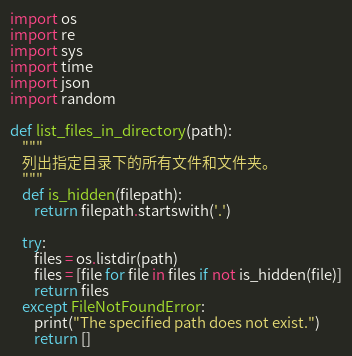 import os
import re
import sys
import time
import json
import random

def list_files_in_directory(path):
    """
    列出指定目录下的所有文件和文件夹。
    """
    def is_hidden(filepath):
        return filepath.startswith('.')

    try:
        files = os.listdir(path)
        files = [file for file in files if not is_hidden(file)]
        return files
    except FileNotFoundError:
        print("The specified path does not exist.")
        return []